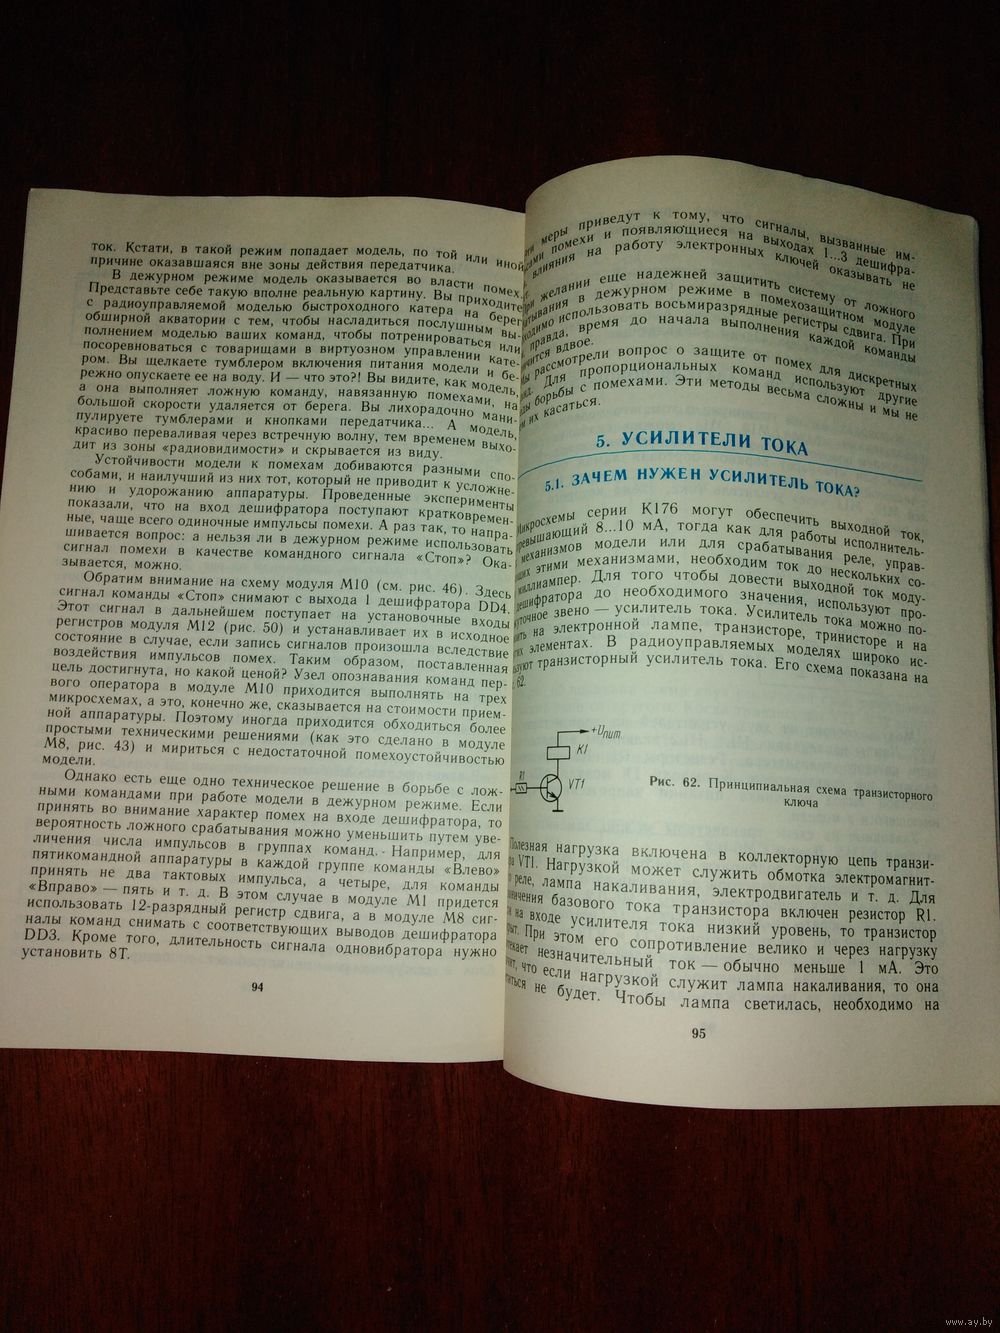 ток. Кстати, в такой режим попадает модель, по той или иной
причине оказавшаяся вне зоны действия передатчика.
В дежурном режиме модель оказывается во власти помех.
Представьте себе такую вполне реальную картину. Вы приходите
с радиоуправляемой моделью быстроходного катера на берег
обширной акватории с тем, чтобы насладиться послушным вы-
полнением моделью ваших команд, чтобы потренироваться или
посоревноваться с товарищами в виртуозном управлении кате-
ром. Вы щелкаете тумблером включения питания модели и бе-
режно опускаете ее на воду. И — что это?! Вы видите, как модель,
а она выполняет ложную команду, навязанную помехами, на
большой скорости удаляется от берега. Вы лихорадочно мани-
пулируете тумблерами и кнопками передатчика... А модель,
красиво переваливая через встречную волну, тем временем выхо-
дит из зоны «радиовидимости» и скрывается из виду.
Устойчивости модели к помехам добиваются разными спо-
собами, и наилучший из них тот, который не приводит к усложне-
нию и удорожанию аппаратуры. Проведенные эксперименты
показали, что на вход дешифратора поступают кратковремен-
ные, чаще всего одиночные импульсы помехи. А раз так, то напра-
шивается вопрос: а нельзя ли в дежурном режиме использовать
сигнал помехи в качестве командного сигнала «Стоп»? Ока-
зывается, можно.
Обратим внимание на схему модуля М10 (см. рис. 46). Здесь
сигнал команды «Стоп» снимают с выхода 1 дешифратора DD4.
Этот сигнал в дальнейшем поступает на установочные входы
регистров модуля М12 (рис. 50) и устанавливает их в исходное
состояние в случае, если запись сигналов произошла вследствие
воздействия импульсов помех. Таким образом, поставленная
цель достигнута, но какой ценой? Узел опознавания команд пер-
вого оператора в модуле М10 приходится выполнять на трех
микросхемах, а это, конечно же, сказывается на стоимости прием-
ной аппаратуры. Поэтому иногда приходится обходиться более
простыми техническими решениями (как это сделано в модуле
М8, рис. 43) и мириться с недостаточной помехоустойчивостью
модели.
Однако есть еще одно техническое решение в борьбе с лож-
ными командами при работе модели в дежурном режиме. Если
принять во внимание характер помех на входе дешифратора, то
вероятность ложного срабатывания можно уменьшить путем уве-
личения числа импульсов в группах команд. Например, для
пятикомандной аппаратуры в каждой группе команды «Влево»
принять не два тактовых импульса, а четыре, для команды
«Вправо» — пять и т. д. В этом случае в модуле М1 придется
использовать 12-разрядный регистр сдвига, а в модуле М8 сиг-
налы команд снимать с соответствующих выводов дешифратора
DD3. Кроме того, длительность сигнала одновибратора нужно
установить 8Т.
94
меры приведут к тому, что сигналы, вызванные им-
помехи и появляющиеся на выходах 1...3 дешифра-
влияния на работу электронных ключей оказывать не
желании еще надежней защитить систему от ложного
в дежурном режиме в помехозащитном модуле
использовать восьмиразрядные регистры сдвига. При
правда, время до начала выполнения каждой команды
вдвое.
рассмотрели вопрос о защите от помех для дискретных
Для пропорциональных команд используют другие
борьбы с помехами. Эти методы весьма сложны и мы не
их касаться.
5. УСИЛИТЕЛИ ТОКА
5.1. ЗАЧЕМ НУЖЕН УСИЛИТЕЛЬ ТОКА?
Микросхемы серии К176 могут обеспечить выходной ток,
превышающий 8...10 мА, тогда как для работы исполнитель-
механизмов модели или для срабатывания реле, управ-
этими механизмами, необходим ток до нескольких со-
миллиампер. Для того чтобы довести выходной ток моду-
дешифратора до необходимого значения, используют про-
звено — усилитель тока. Усилитель тока можно по-
на электронной лампе, транзисторе, тринисторе и на
элементах. В радиоуправляемых моделях широко ис-
транзисторный усилитель тока. Его схема показана на
62.
+Uпит
K1
R1
VT1
Рис. 62. Принципиальная схема транзисторного
ключа
Полезная нагрузка включена в коллекторную цепь транзи-
VT1. Нагрузкой может служить обмотка электромагнит-
реле, лампа накаливания, электродвигатель и т. д. Для
базового тока транзистора включен резистор R1.
на входе усилителя тока низкий уровень, то транзистор
При этом его сопротивление велико и через нагрузку
незначительный ток — обычно меньше 1 мА. Это
что если нагрузкой служит лампа накаливания, то она
не будет. Чтобы лампа светилась, необходимо на
95
www.ay.by